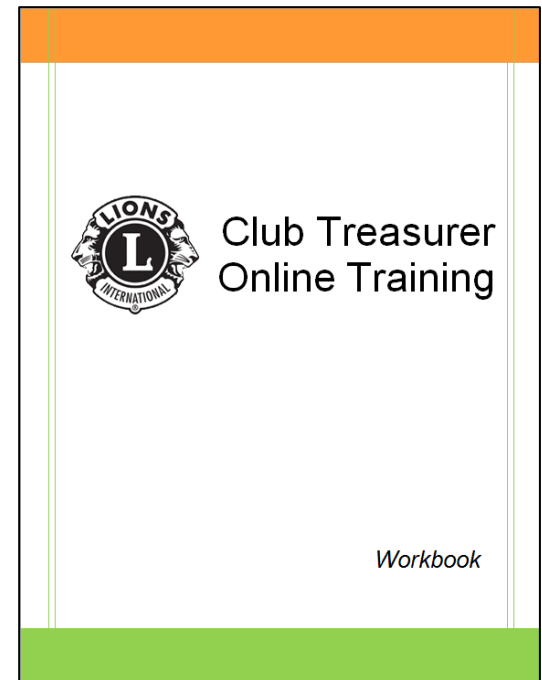 LIONS
L
INTERNATIONAL
®
Club Treasurer
Online Training
Workbook